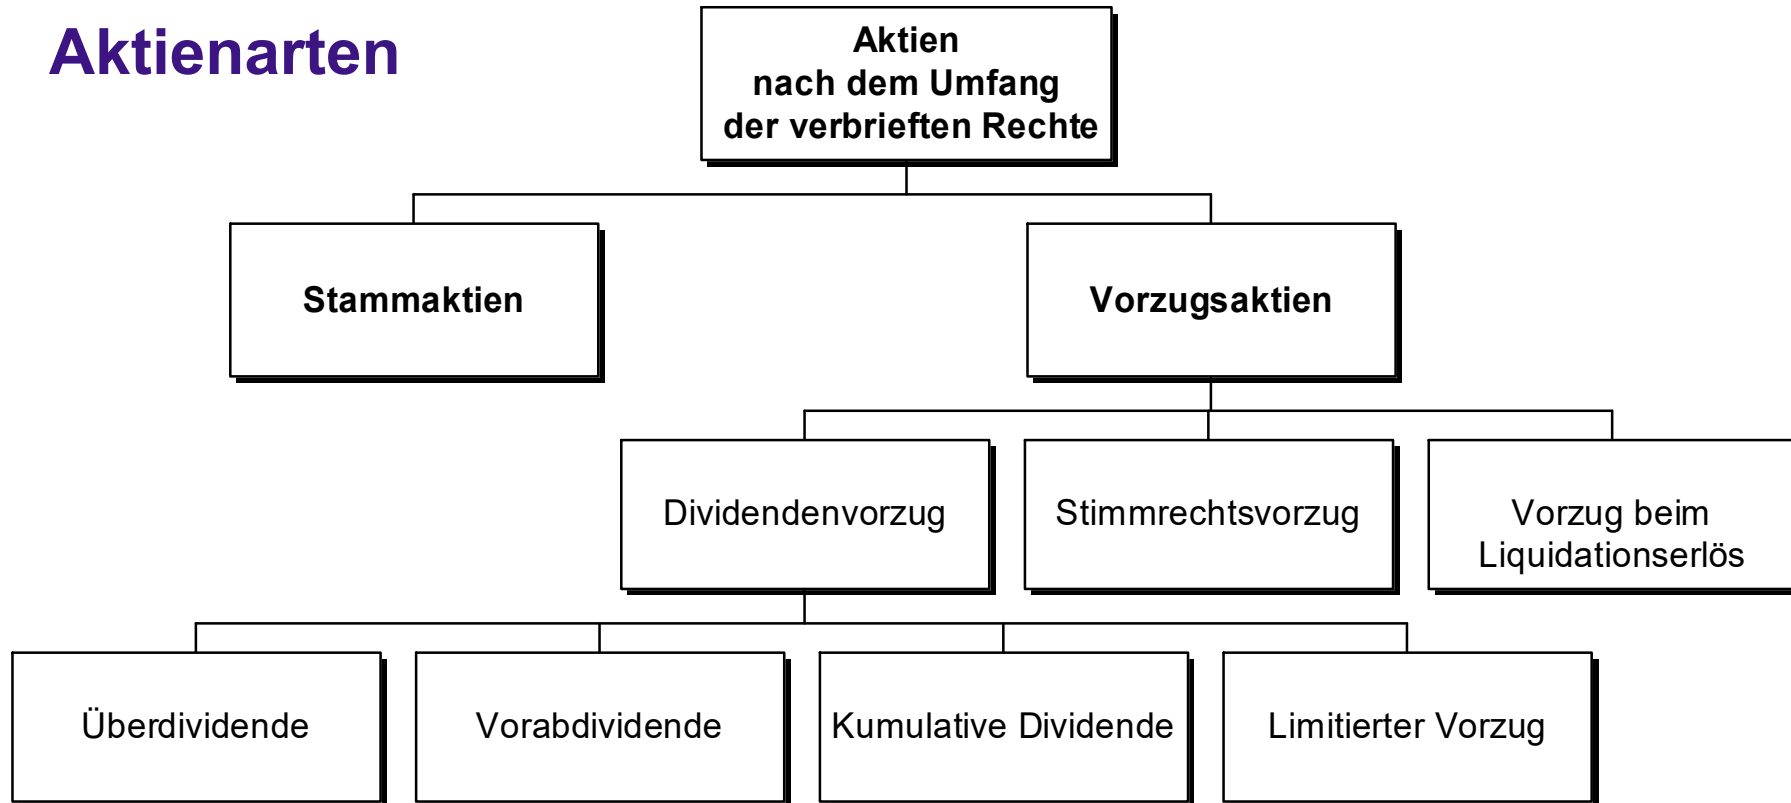 Aktienarten
Aktien
nach dem Umfang
der verbrieften Rechte
Stammaktien
Vorzugsaktien
Dividendenvorzug
Stimmrechtsvorzug
Vorzug beim
Liquidationserlös
Überdividende
Vorabdividende
Kumulative Dividende
Limitierter Vorzug